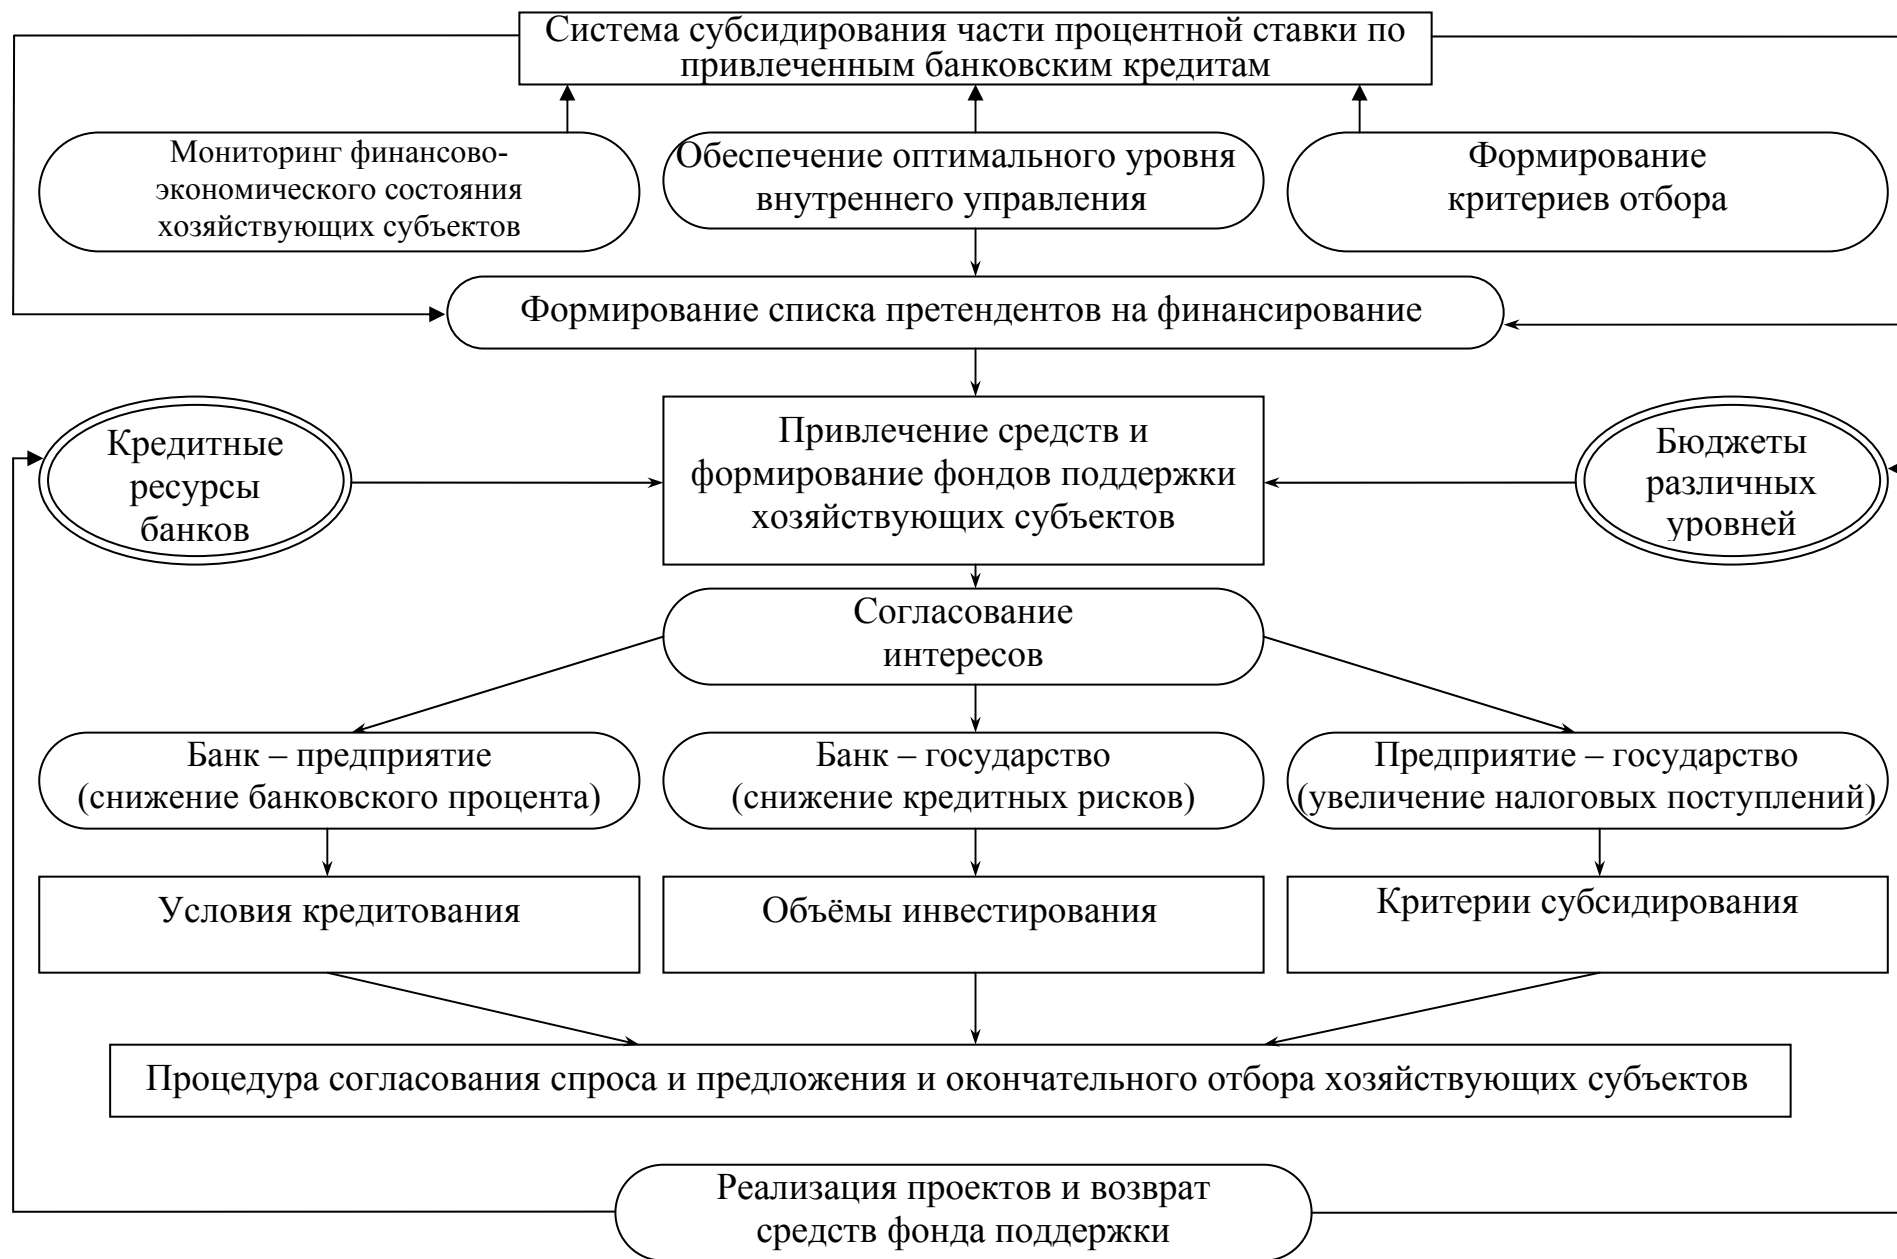 Система субсидирования части процентной ставки по
привлеченным банковским кредитам
Мониторинг финансово-
экономического состояния
хозяйствующих субъектов
Обеспечение оптимального уровня
внутреннего управления
Формирование
критериев отбора
Формирование списка претендентов на финансирование
Кредитные
ресурсы
банков
Привлечение средств и
формирование фондов поддержки
хозяйствующих субъектов
Бюджеты
различных
уровней
Согласование
интересов
Банк – предприятие
(снижение банковского процента)
Банк – государство
(снижение кредитных рисков)
Предприятие – государство
(увеличение налоговых поступлений)
Условия кредитования
Объёмы инвестирования
Критерии субсидирования
Процедура согласования спроса и предложения и окончательного отбора хозяйствующих субъектов
Реализация проектов и возврат
средств фонда поддержки